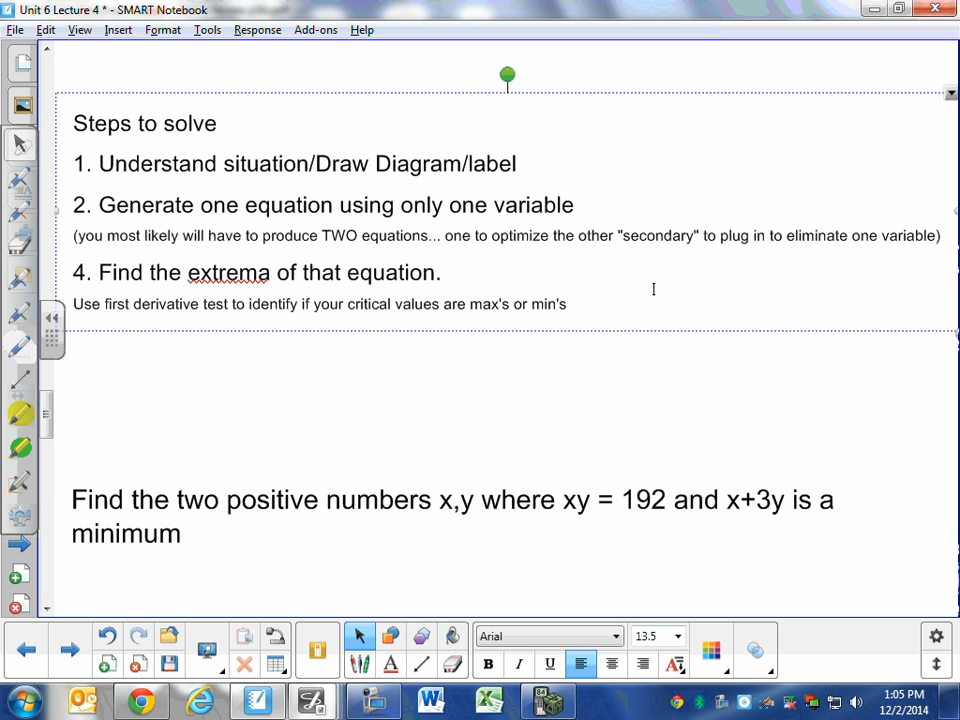 Unit 6 Lecture 4 * - SMART Notebook
File Edit View Insert Format Tools Response Add-ons Help
Steps to solve
1. Understand situation/Draw Diagram/label
2. Generate one equation using only one variable
(you most likely will have to produce TWO equations... one to optimize the other "secondary" to plug in to eliminate one variable)
4. Find the extrema of that equation.
Use first derivative test to identify if your critical values are max's or min's
Find the two positive numbers x,y where xy = 192 and x+3y is a
minimum
Arial 13.5
B I U
1:05 PM
12/2/2014